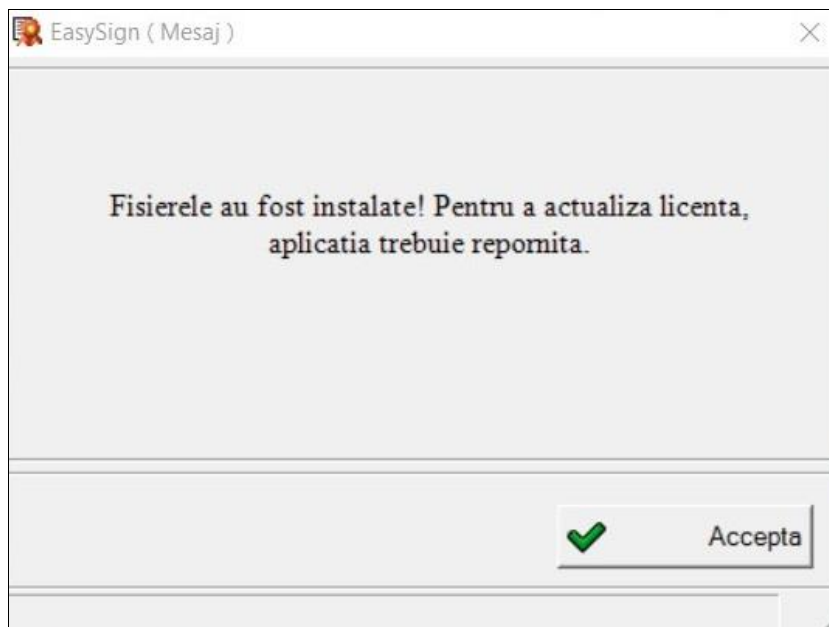 EasySign ( Mesaj )
Fisierele au fost instalate! Pentru a actualiza licenta,
aplicatia trebuie repornita.
Accepta